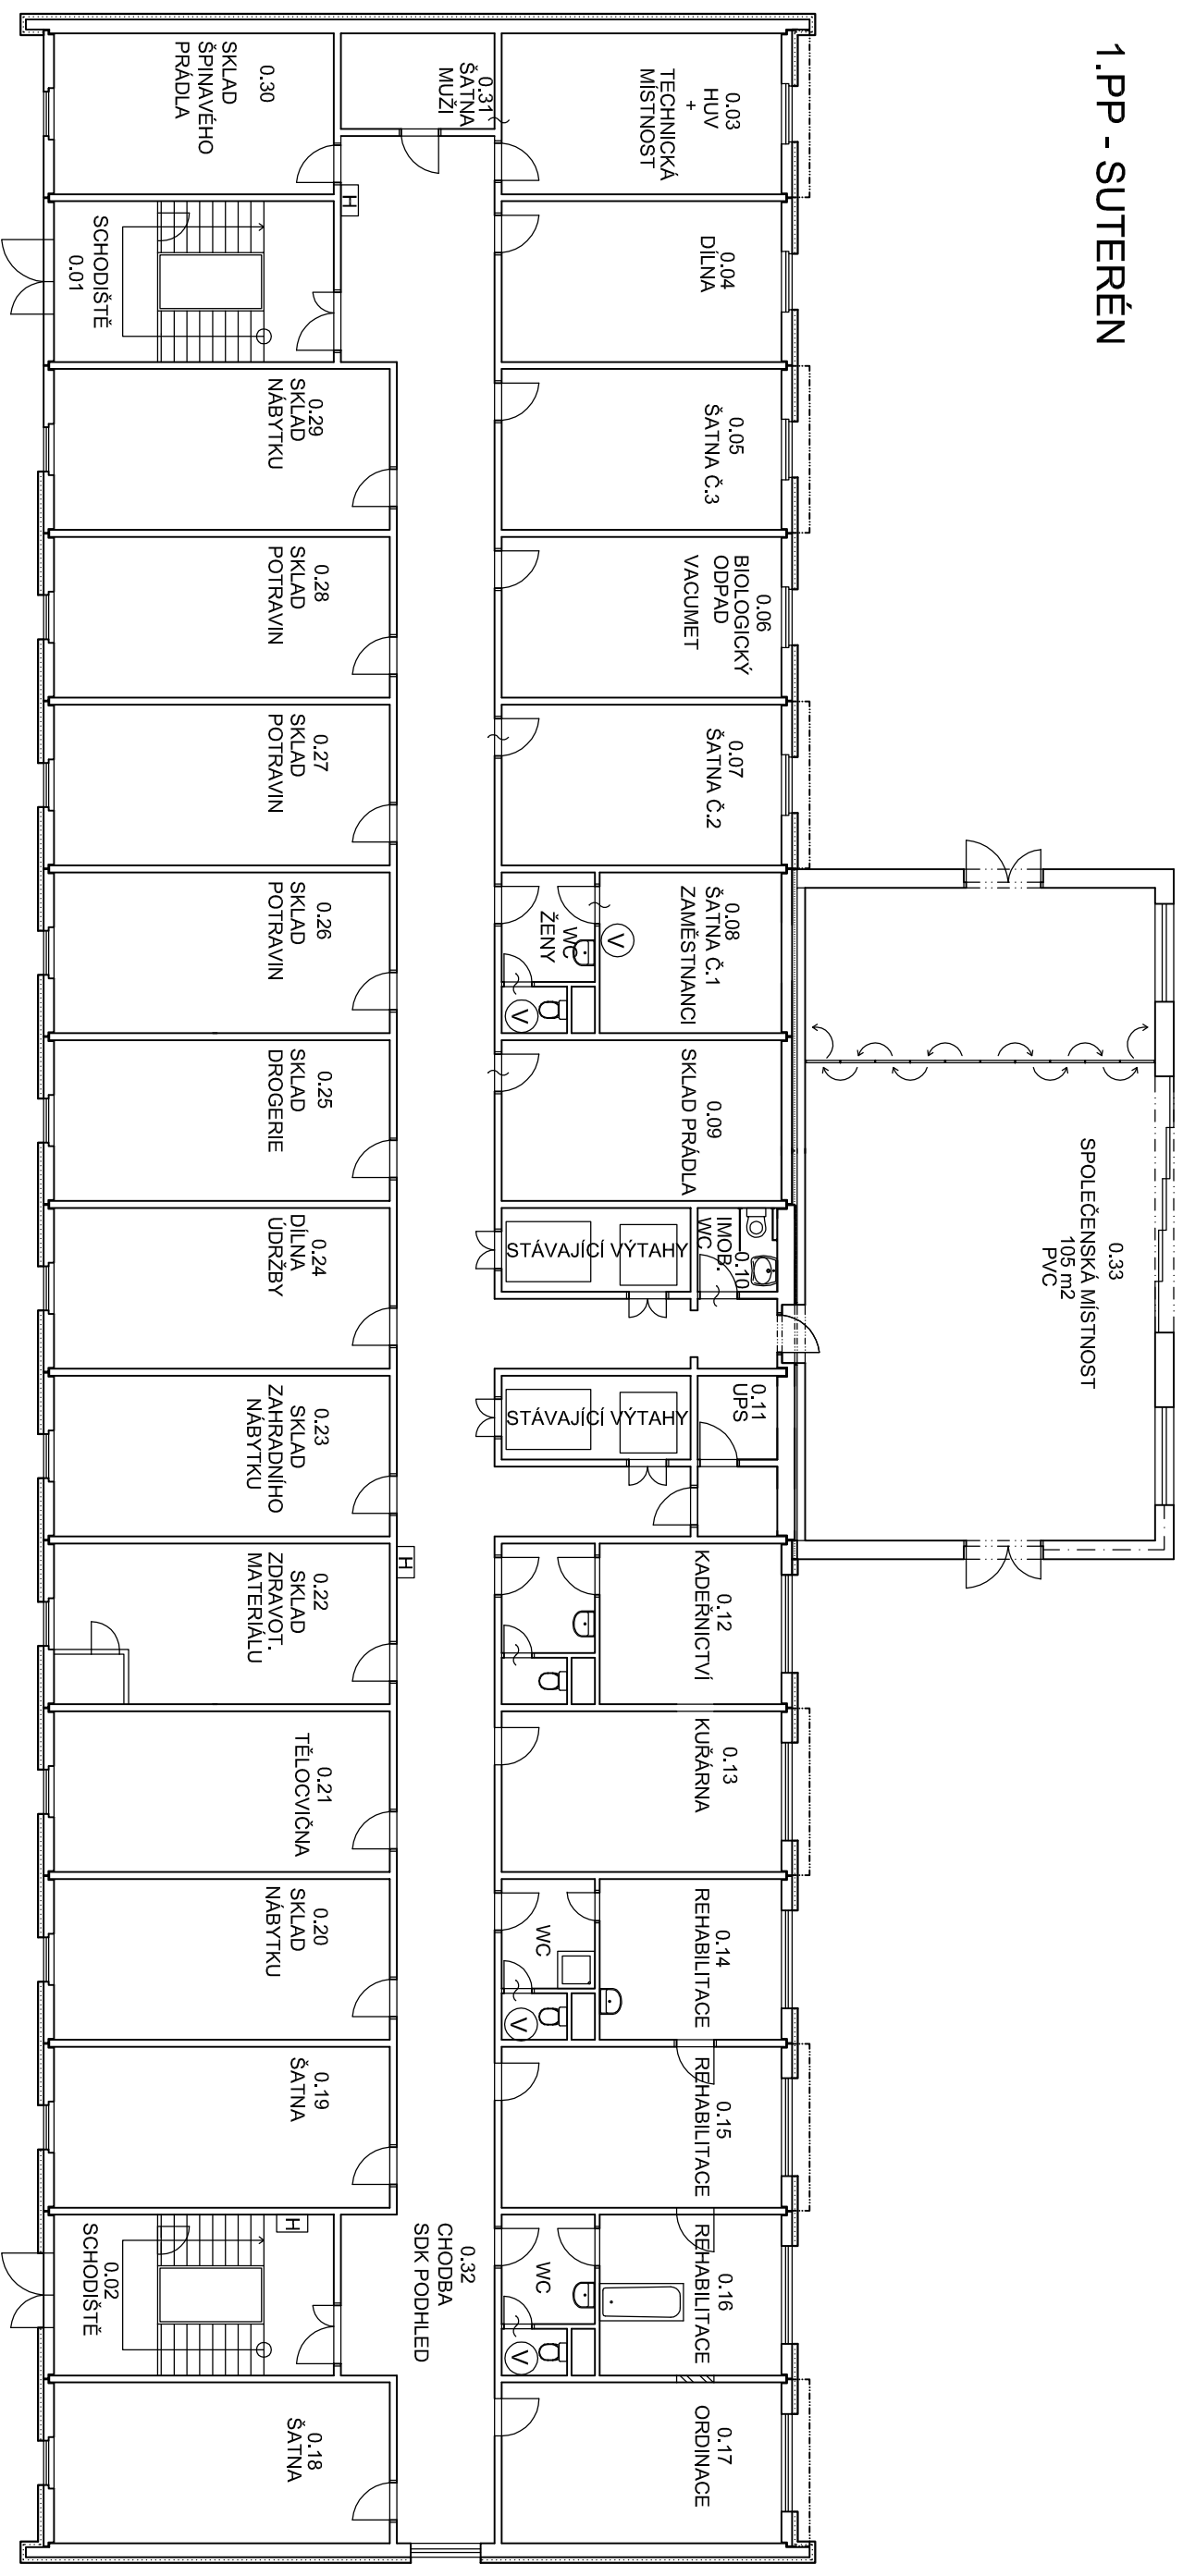 1.PP - SUTERÉN
0.03
HUV
+
TECHNICKÁ
MÍSTNOST
0.04
DÍLNA
0.05
ŠATNA Č.3
0.06
BIOLOGICKÝ
ODPAD
VACUMET
0.07
ŠATNA Č.2
0.08
ŠATNA Č.1
ZAMĚSTNANCI
V
WC
ŽENY
V
0.09
SKLAD PRÁDLA
STÁVAJÍCÍ VÝTAHY
0.10
IMOB.
WC
0.33
SPOLEČENSKÁ MÍSTNOST
105 m2
PVC
0.11
UPS
STÁVAJÍCÍ VÝTAHY
0.12
KADEŘNICTVÍ
0.13
KUŘÁRNA
0.14
REHABILITACE
WC
V
0.15
REHABILITACE
0.16
REHABILITACE
WC
V
0.17
ORDINACE
0.31
ŠATNA
MUŽI
H
H
0.32
CHODBA
SDK PODHLED
0.30
SKLAD
ŠPINAVÉHO
PRÁDLA
SCHODIŠTĚ
0.01
0.29
SKLAD
NÁBYTKU
0.28
SKLAD
POTRAVIN
0.27
SKLAD
POTRAVIN
0.26
SKLAD
POTRAVIN
0.25
SKLAD
DROGERIE
0.24
DÍLNA
ÚDRŽBY
0.23
SKLAD
ZAHRADNÍHO
NÁBYTKU
0.22
SKLAD
ZDRAVOT.
MATERIÁLU
0.21
TĚLOCVIČNA
0.20
SKLAD
NÁBYTKU
0.19
ŠATNA
H
0.02
SCHODIŠTĚ
0.18
ŠATNA